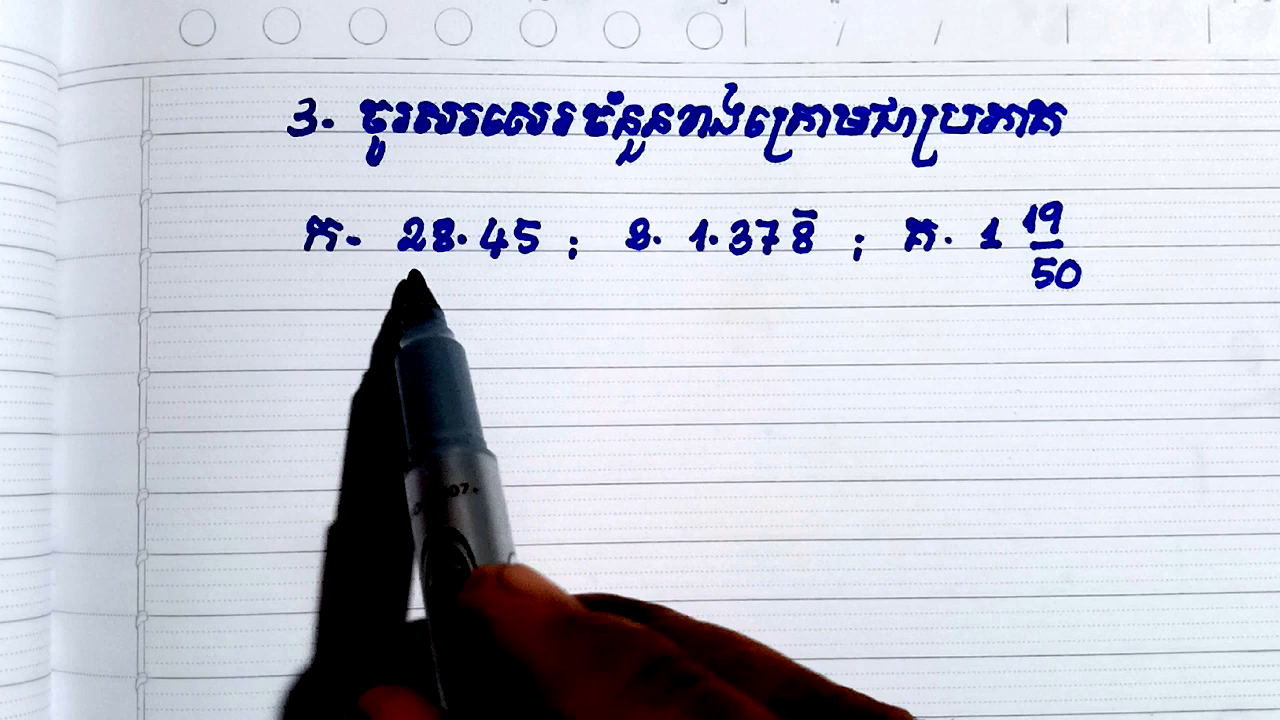 3. ចូរសរសេរចំនួនខាងក្រោមជាប្រភាគ
ក. 28.45 ; ខ. 1.378̄ ; គ. 1 19/50